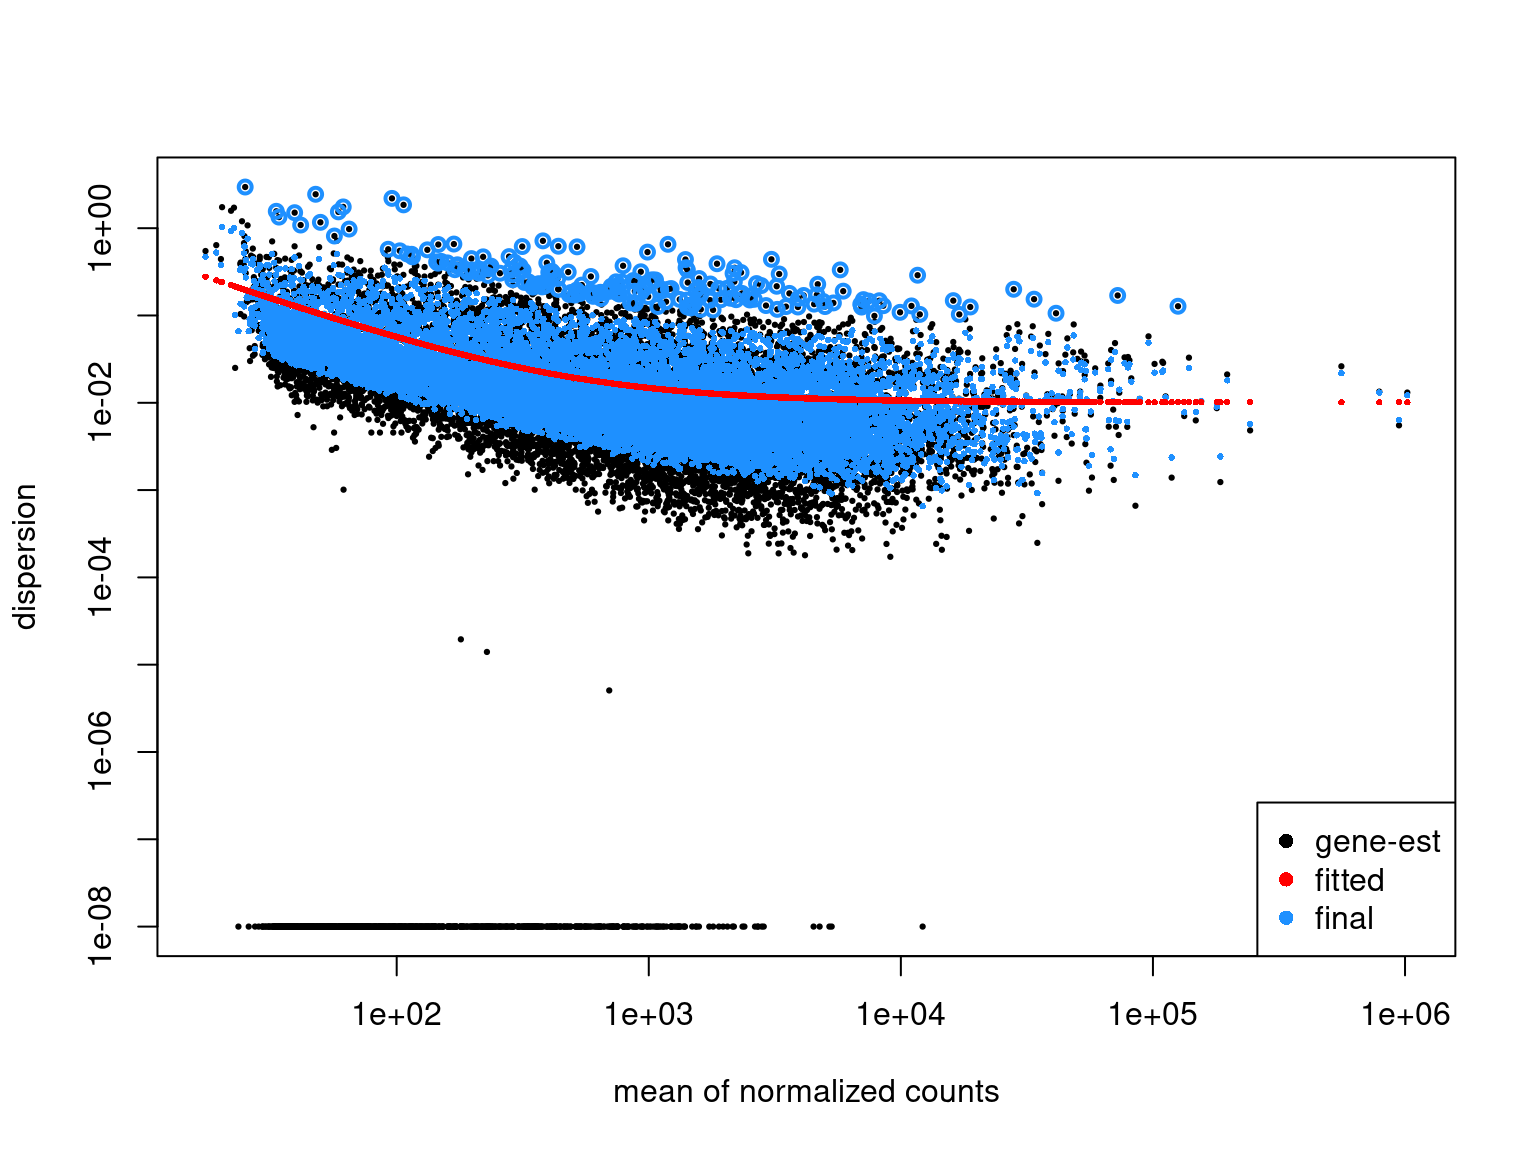 1e+00
1e-02
1e-04
1e-06
1e-08
dispersion
1e+02 1e+03 1e+04 1e+05 1e+06
mean of normalized counts
gene-est
fitted
final